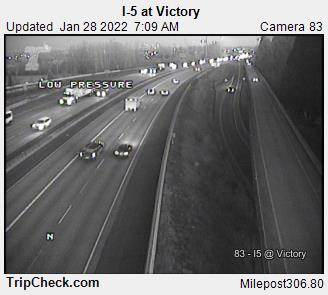 I-5 at Victory
Updated  Jan 28 2022  7:09 AM
Camera 83
LOW PRESSURE
N
83 - I5 @ Victory
TripCheck.com
Milepost306.80